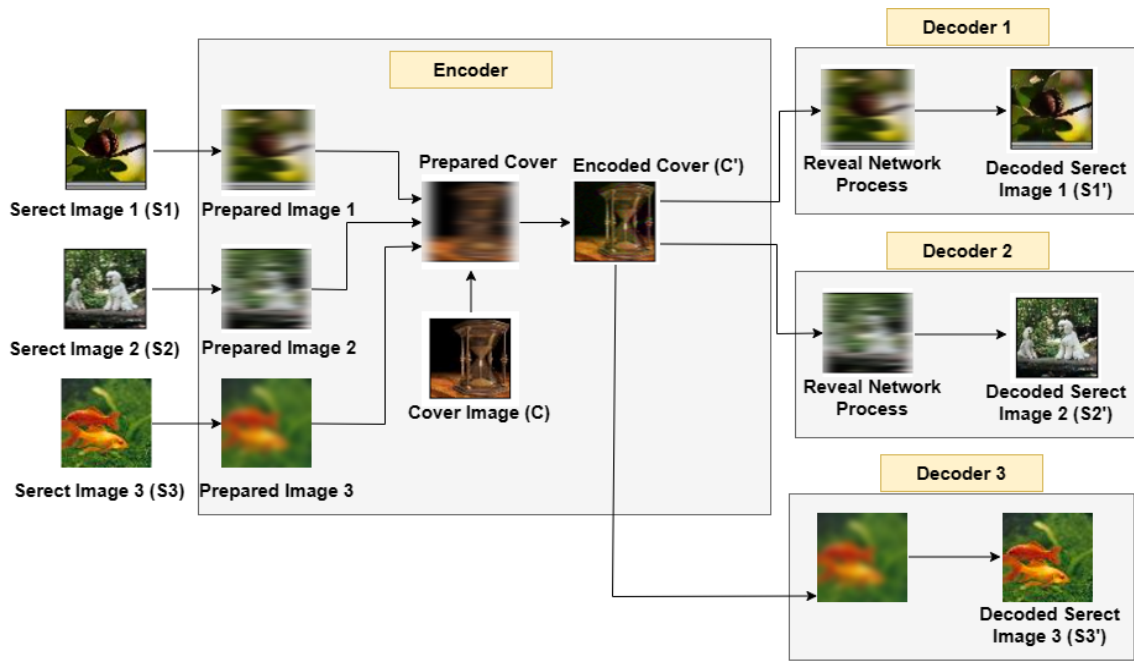 Decoder 1
Encoder
Prepared Cover
Encoded Cover (C')
Reveal Network
Process
Decoded Serect
Image 1 (S1')
Serect Image 1 (S1)
Prepared Image 1
Decoder 2
Serect Image 2 (S2)
Prepared Image 2
Cover Image (C)
Reveal Network
Process
Decoded Serect
Image 2 (S2')
Serect Image 3 (S3)
Prepared Image 3
Decoder 3
Decoded Serect
Image 3 (S3')